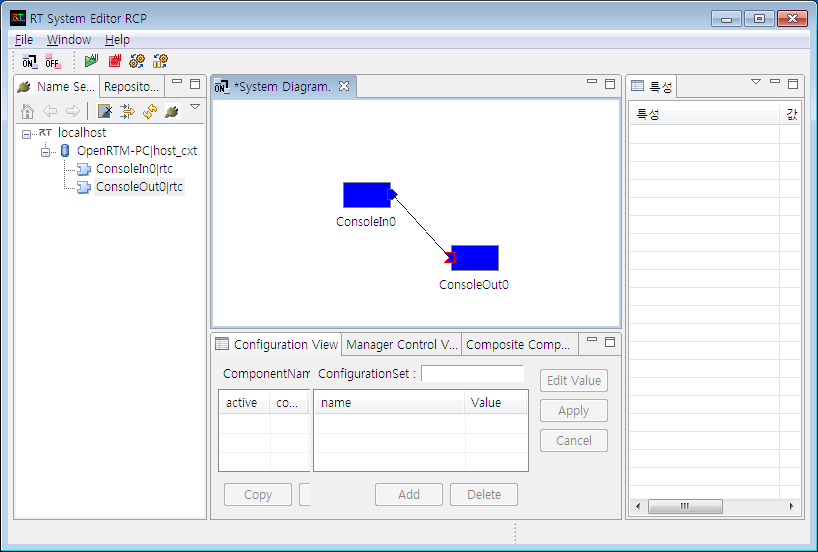 RT RT System Editor RCP
File Window Help
ON OFF
Name Se... Reposito...
RT localhost
OpenRTM-PC|host_cxt
ConsoleIn0|rtc
ConsoleOut0|rtc
ON *System Diagram.
ConsoleIn0
ConsoleOut0
Configuration View Manager Control V... Composite Comp...
ComponentNam ConfigurationSet :
active co... name Value
Edit Value
Apply
Cancel
Copy Add Delete
특성
특성 값